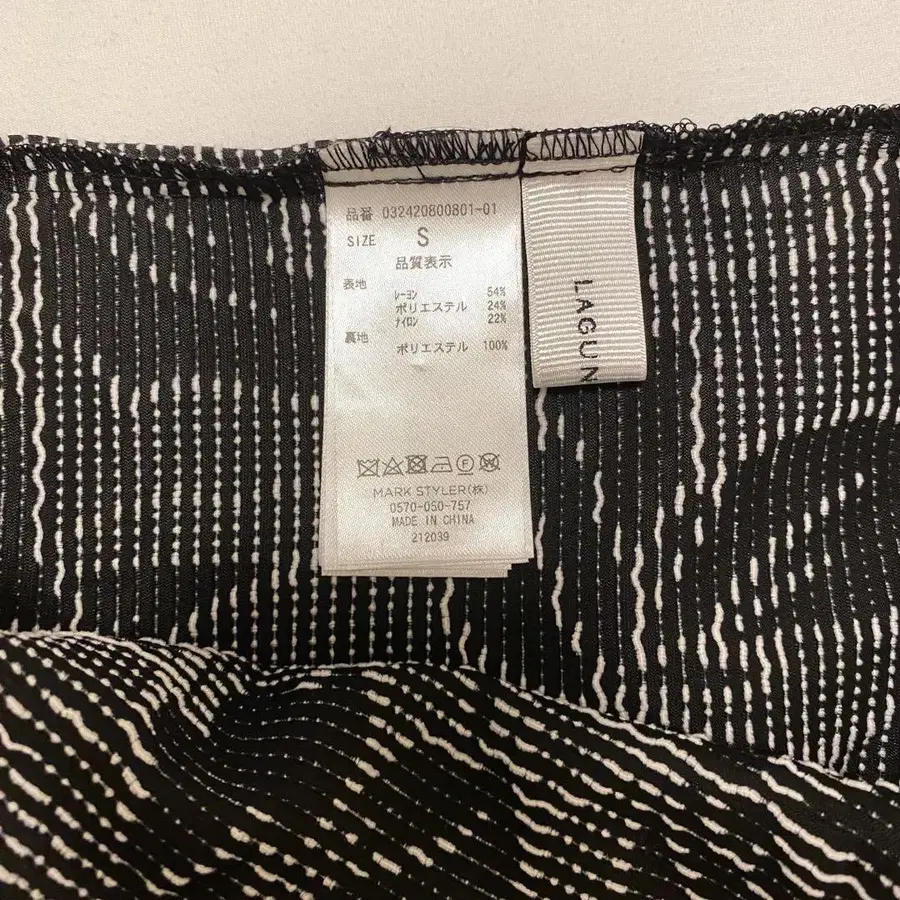 品番 032420800801-01
SIZE S
品質表示
表地
レーヨン 54%
ポリエステル 24%
ナイロン 22%
裏地
ポリエステル 100%
MARK STYLER(株)
0570-050-757
MADE IN CHINA
212039
LAGUN